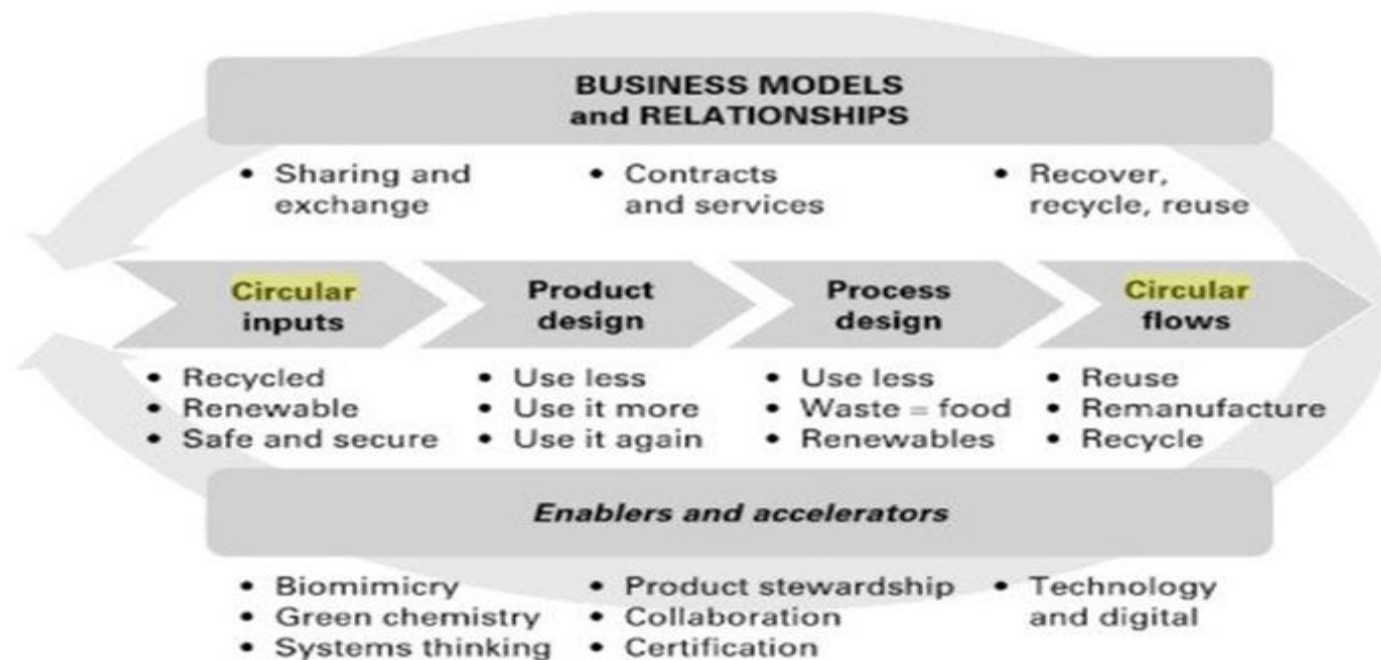 BUSINESS MODELS
and RELATIONSHIPS
• Sharing and
exchange
• Contracts
and services
• Recover,
recycle, reuse
Circular
inputs
Product
design
Process
design
Circular
flows
• Recycled
• Renewable
• Safe and secure
• Use less
• Use it more
• Use it again
• Use less
• Waste = food
• Renewables
• Reuse
• Remanufacture
• Recycle
Enablers and accelerators
• Biomimicry
• Green chemistry
• Systems thinking
• Product stewardship
• Collaboration
• Certification
• Technology
and digital